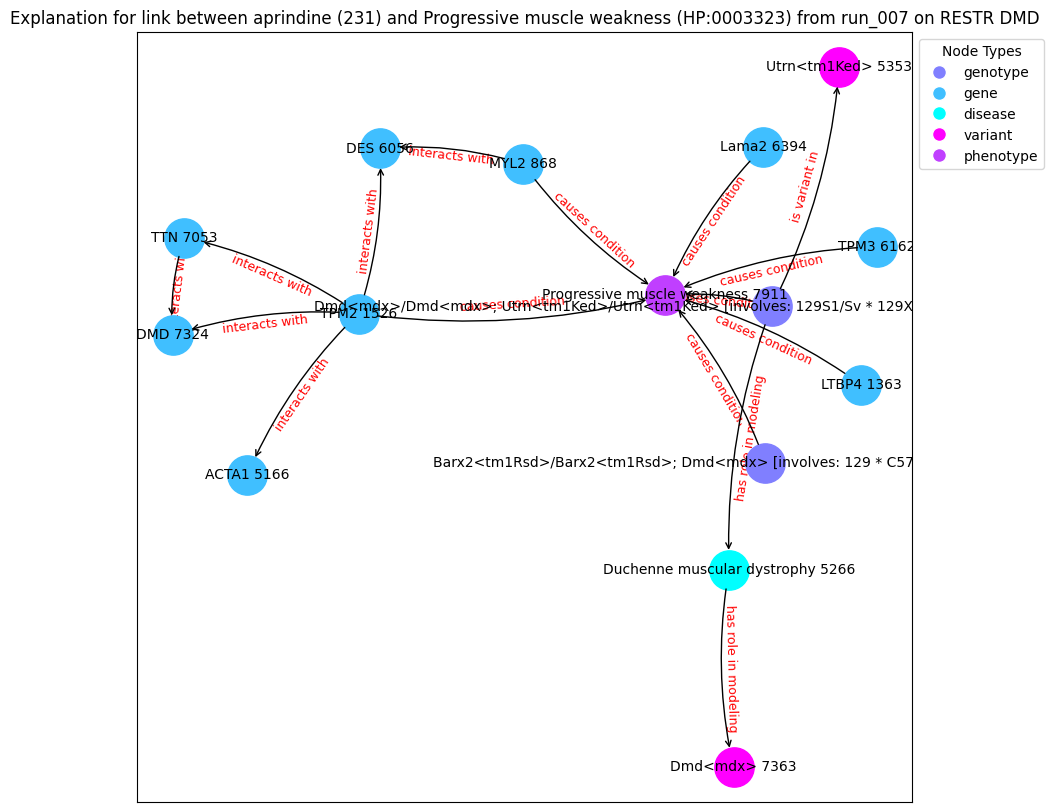 Explanation for link between aprindine (231) and Progressive muscle weakness (HP:0003323) from run_007 on RESTR DMD
Node Types
genotype
gene
disease
variant
phenotype
Utrn<tm1Ked> 5353
is variant in
DES 6056
interacts with
MYL2 868
Lama2 6394
causes condition
causes condition
interacts with
TTN 7053
interacts with
TPM3 6162
causes condition
Progressive muscle weakness 7911
causes condition
Dmd<mdx>/Dmd<mdx>; Utrn<tm1Ked>/Utrn<tm1Ked> [involves: 129S1/Sv * 129X
TPM2 1526
DMD 7324
interacts with
causes condition
causes condition
LTBP4 1363
interacts with
has role in modeling
Barx2<tm1Rsd>/Barx2<tm1Rsd>; Dmd<mdx> [involves: 129 * C57
ACTA1 5166
Duchenne muscular dystrophy 5266
has role in modeling
Dmd<mdx> 7363